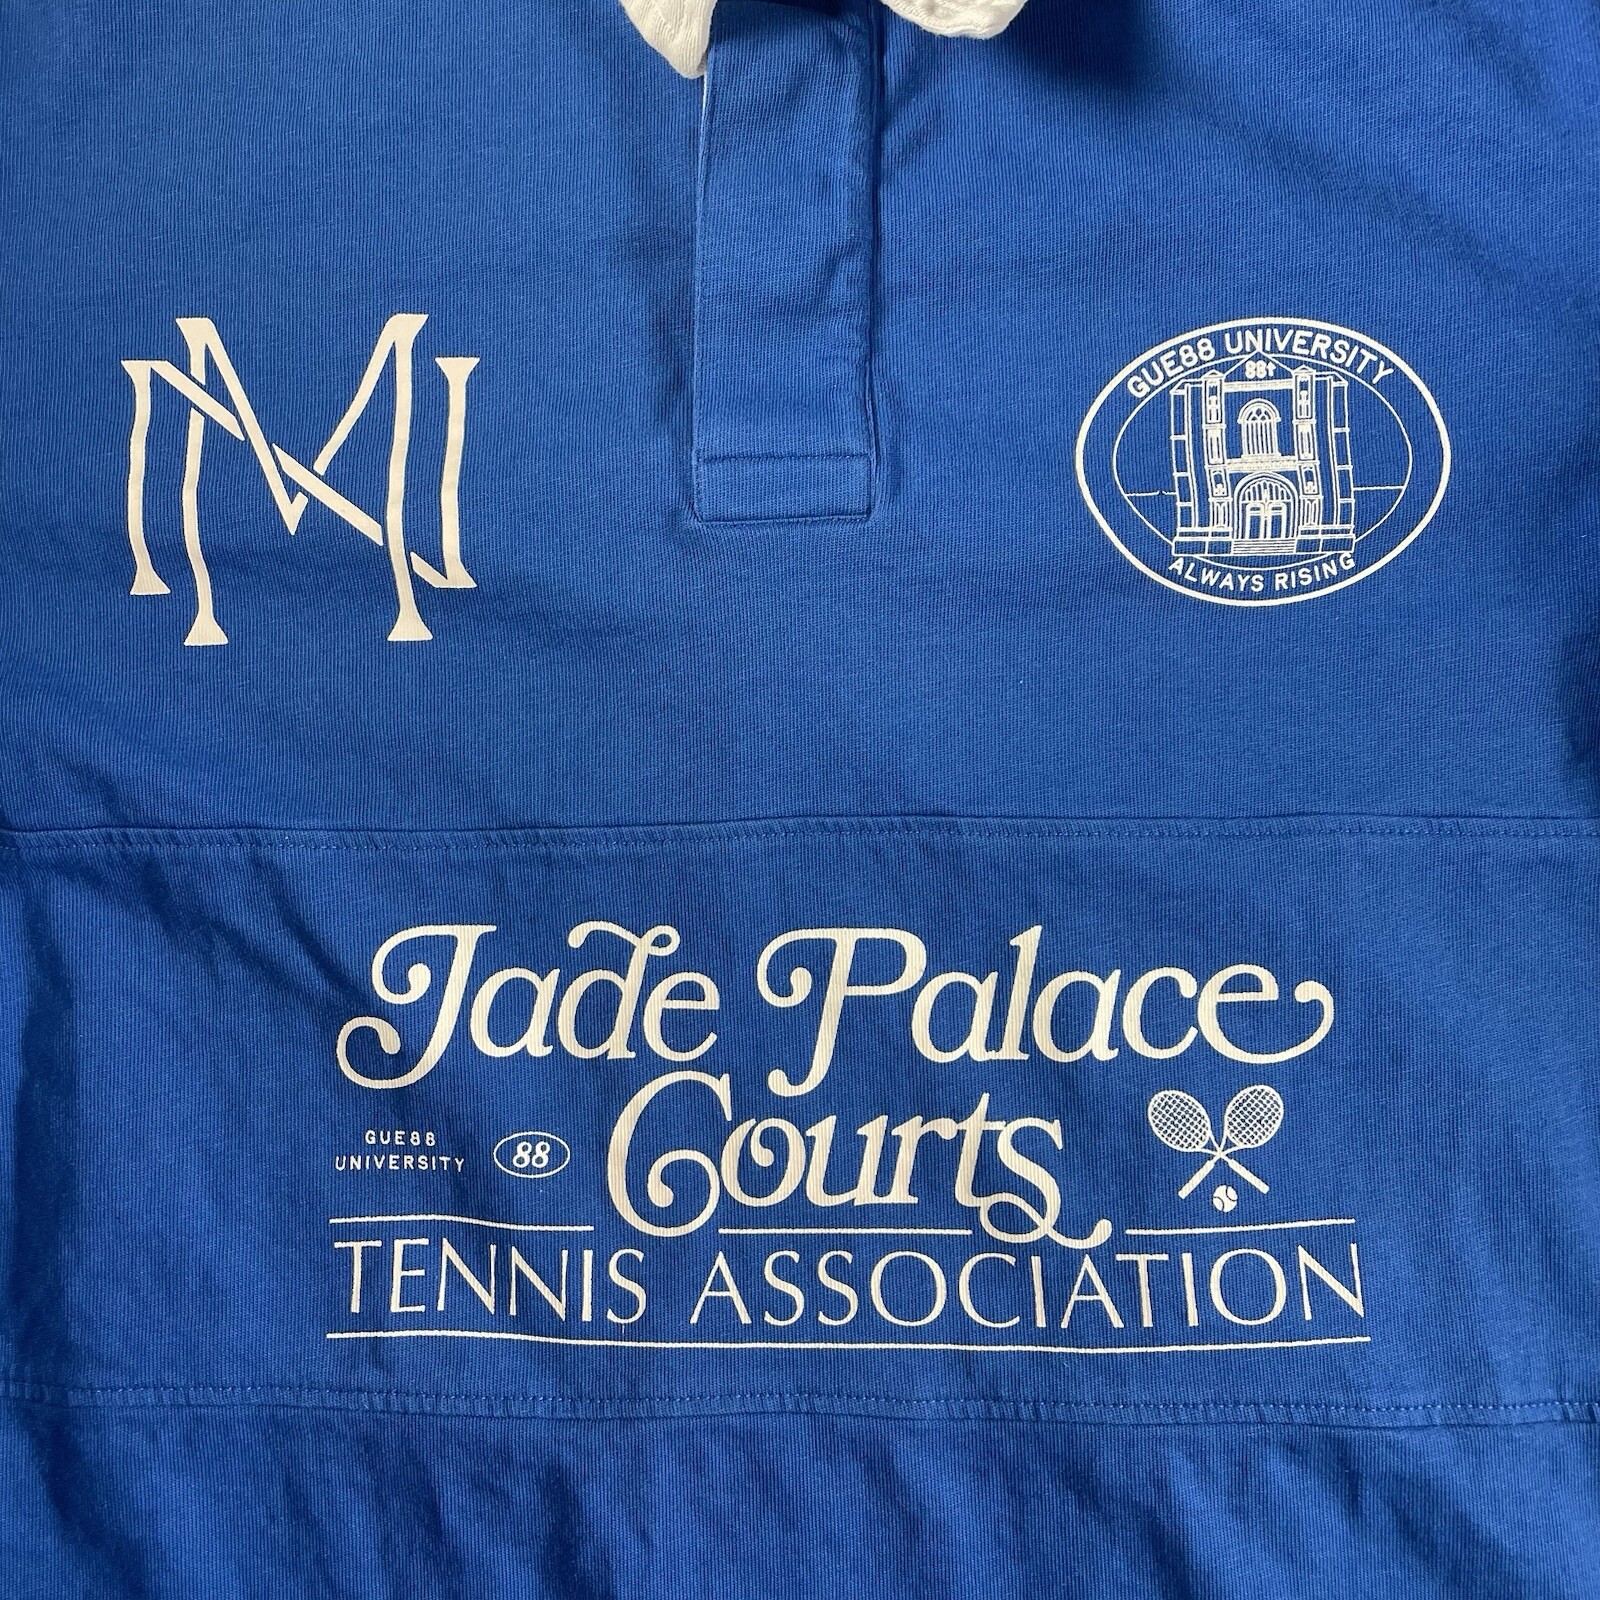 GUE88 UNIVERSITY
88†
ALWAYS RISING
Jade Palace
Courts
GUE88
UNIVERSITY
88
TENNIS ASSOCIATION